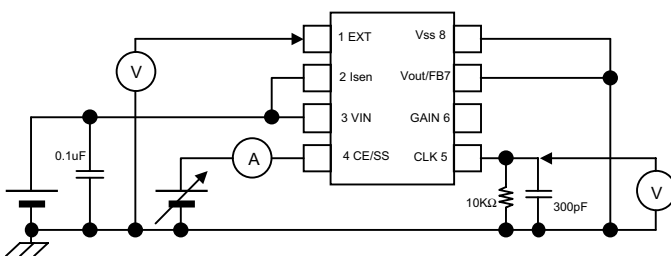 1 EXT
Vss 8
V
2 Isen
Vout/FB7
3 VIN
GAIN 6
0.1uF
A
4 CE/SS
CLK 5
10KΩ
300pF
V